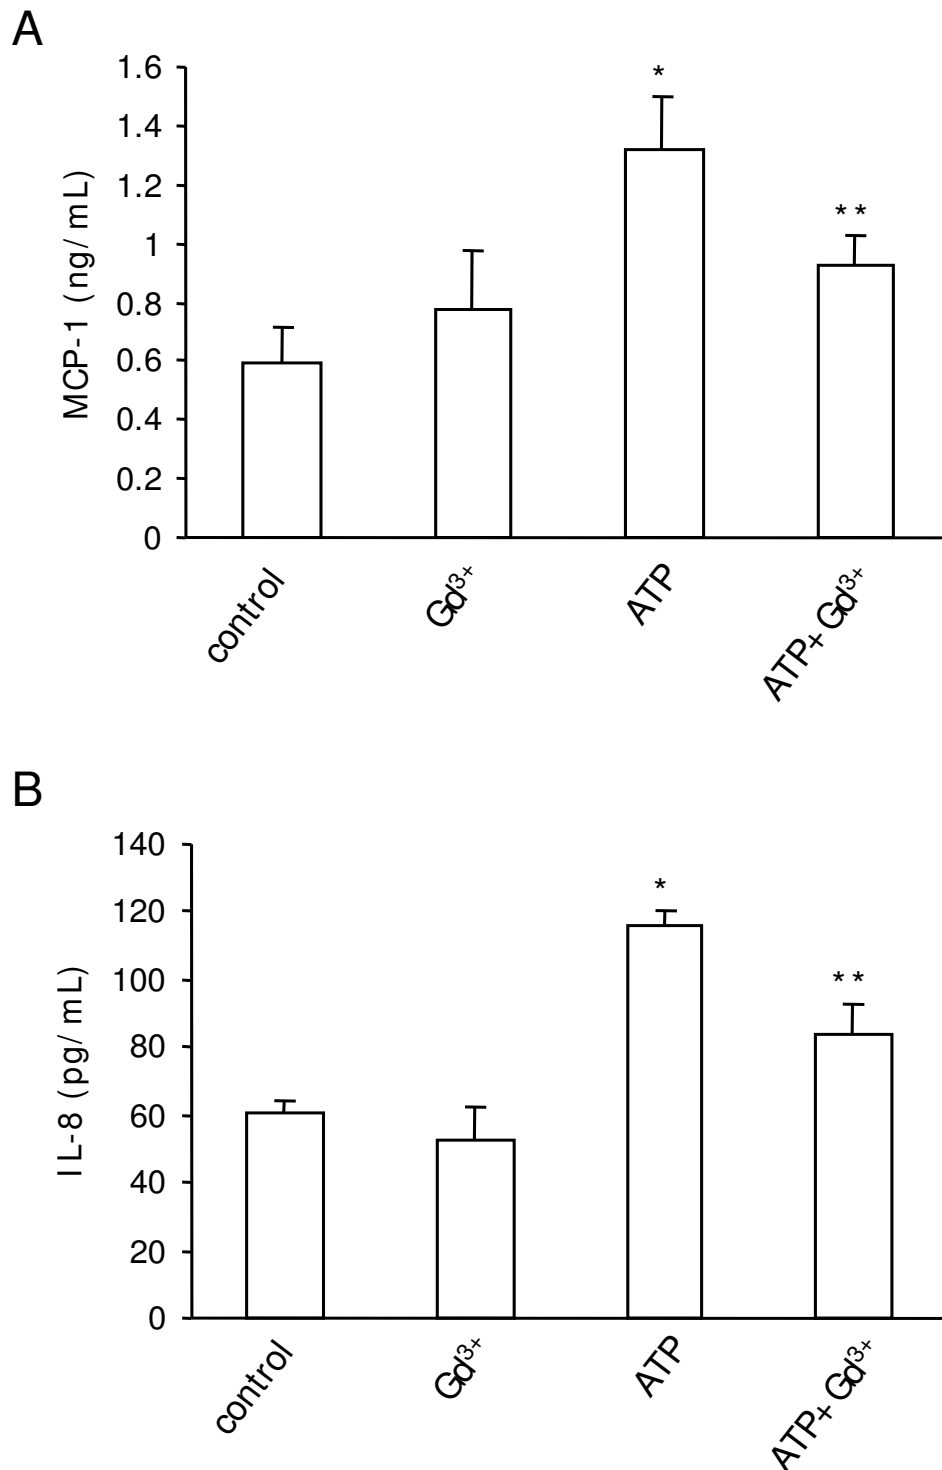 A
1.6
1.4
1.2
1
0.8
0.6
0.4
0.2
0
MCP-1 (ng/mL)
*
**
control
Gd³⁺
ATP
ATP+Gd³⁺
B
140
120
100
80
60
40
20
0
IL-8 (pg/mL)
*
**
control
Gd³⁺
ATP
ATP+Gd³⁺